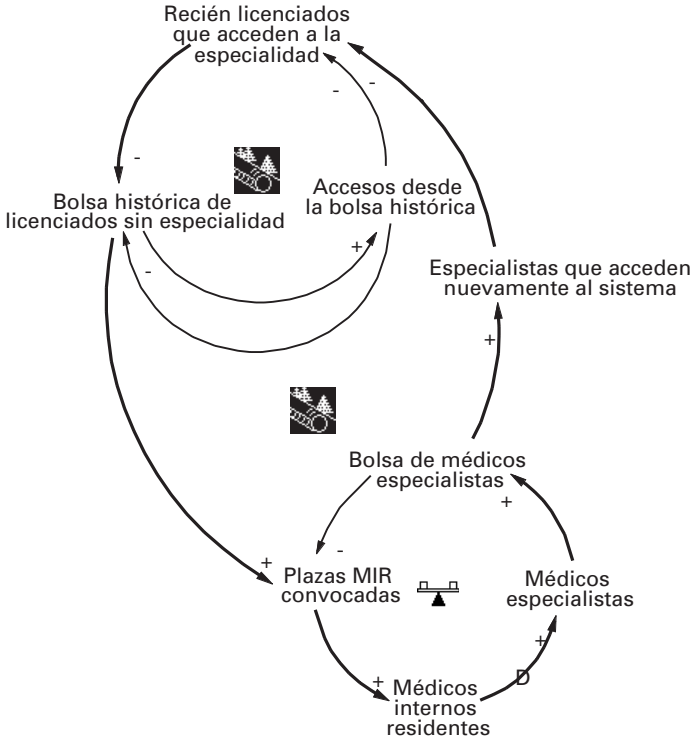 Recién licenciados
que acceden a la
especialidad
-
-
-
Bolsa histórica de
licenciados sin especialidad
Accesos desde
la bolsa histórica
+
-
Especialistas que acceden
nuevamente al sistema
+
Bolsa de médicos
especialistas
+
-
+
Plazas MIR
convocadas
Médicos
especialistas
+
D
+
Médicos
internos
residentes